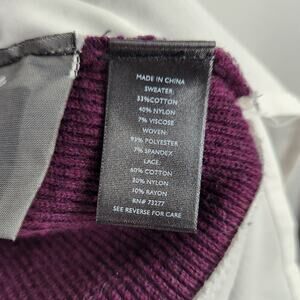 MADE IN CHINA
SWEATER:
53%COTTON
40% NYLON
7% VISCOSE
WOVEN:
93% POLYESTER
7% SPANDEX
LACE:
60% COTTON
30% NYLON
10% RAYON
RN# 73277
SEE REVERSE FOR CARE